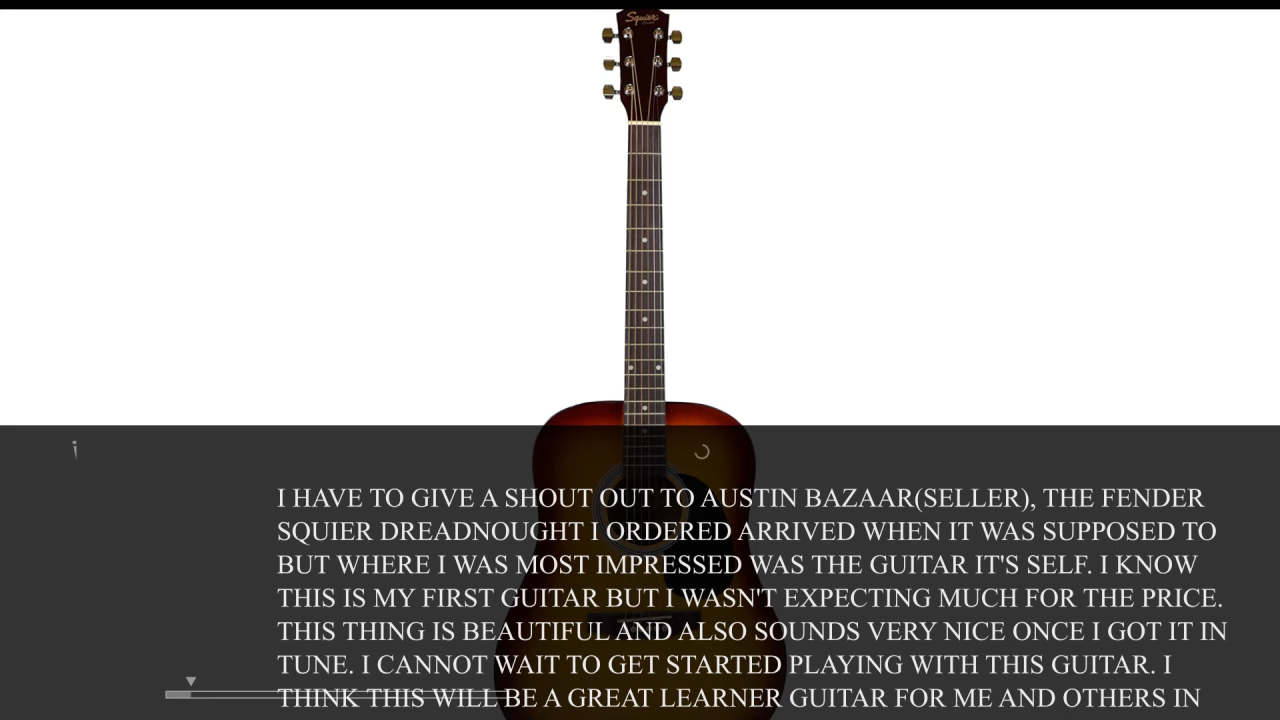 Squier
I HAVE TO GIVE A SHOUT OUT TO AUSTIN BAZAAR(SELLER), THE FENDER
SQUIER DREADNOUGHT I ORDERED ARRIVED WHEN IT WAS SUPPOSED TO
BUT WHERE I WAS MOST IMPRESSED WAS THE GUITAR IT'S SELF. I KNOW
THIS IS MY FIRST GUITAR BUT I WASN'T EXPECTING MUCH FOR THE PRICE.
THIS THING IS BEAUTIFUL AND ALSO SOUNDS VERY NICE ONCE I GOT IT IN
TUNE. I CANNOT WAIT TO GET STARTED PLAYING WITH THIS GUITAR. I
THINK THIS WILL BE A GREAT LEARNER GUITAR FOR ME AND OTHERS IN